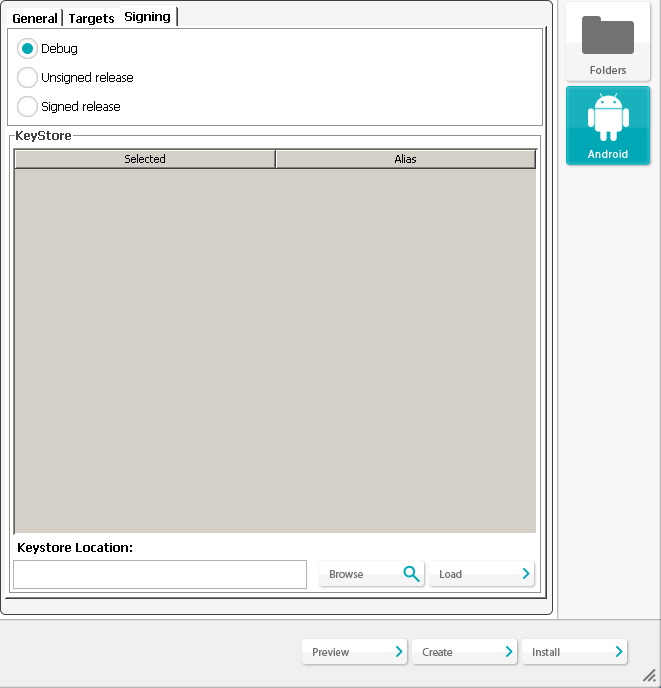 General Targets Signing
Folders
Android
Debug
Unsigned release
Signed release
KeyStore
Selected Alias
Keystore Location:
Browse Load
Preview Create Install